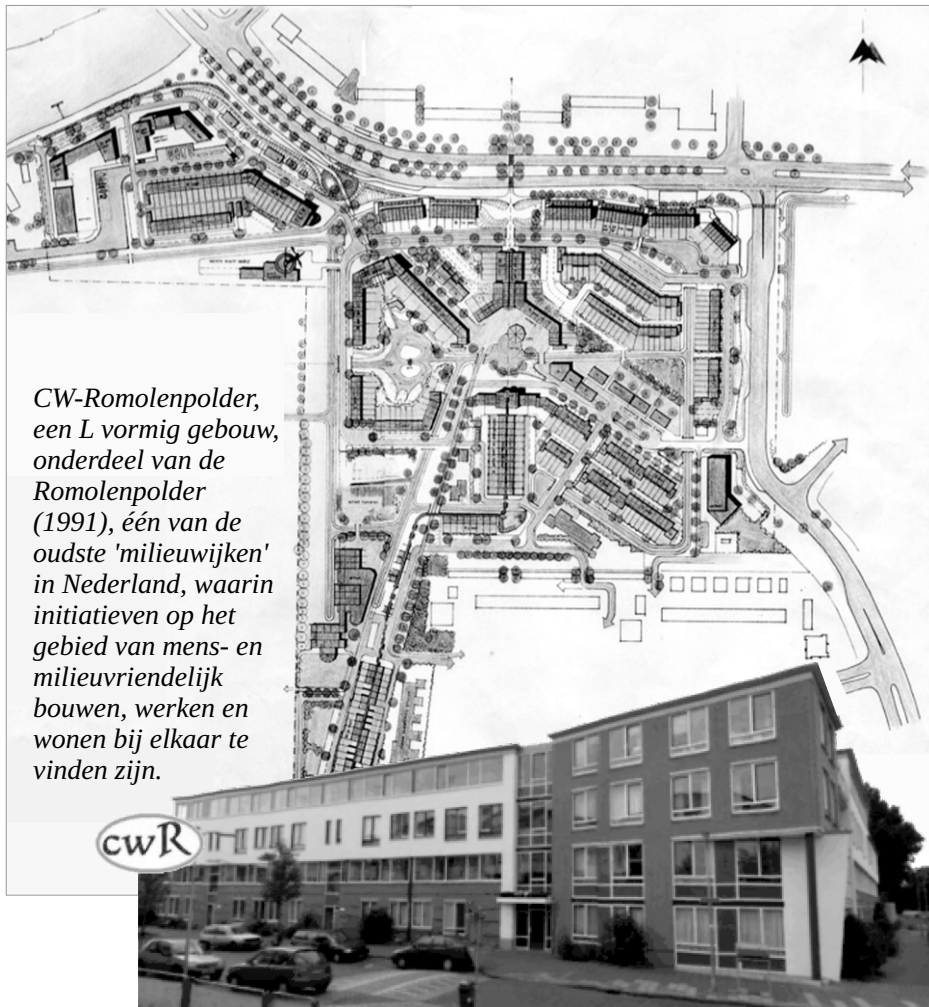 CW-Romolenpolder,
een L vormig gebouw,
onderdeel van de
Romolenpolder
(1991), één van de
oudste 'milieuwijken'
in Nederland, waarin
initiatieven op het
gebied van mens- en
milieuvriendelijk
bouwen, werken en
wonen bij elkaar te
vinden zijn.
cwR